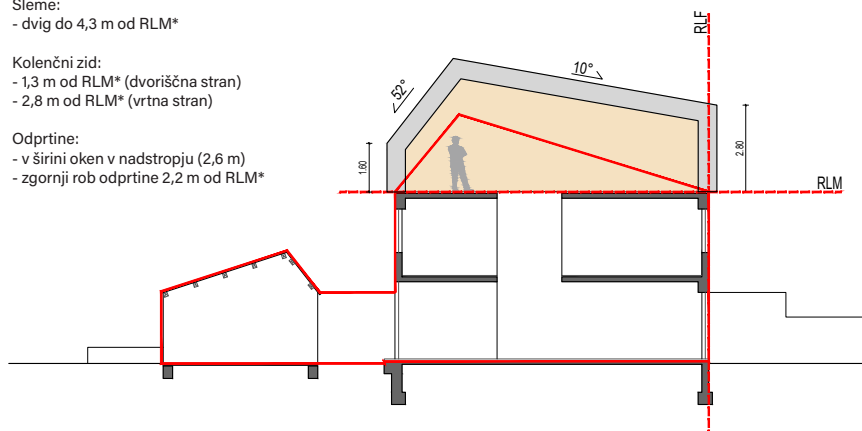 Sleme:
- dvig do 4,3 m od RLM*
Kolenčni zid:
- 1,3 m od RLM* (dvoriščna stran)
- 2,8 m od RLM* (vrtna stran)
Odprtine:
- v širini oken v nadstropju (2,6 m)
- zgornji rob odprtine 2,2 m od RLM*
RLF
52°
10°
1.60
2.80
RLM